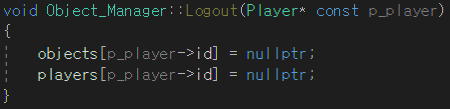 void Object_Manager::Logout(Player* const p_player)
{
    objects[p_player->id] = nullptr;
    players[p_player->id] = nullptr;
}